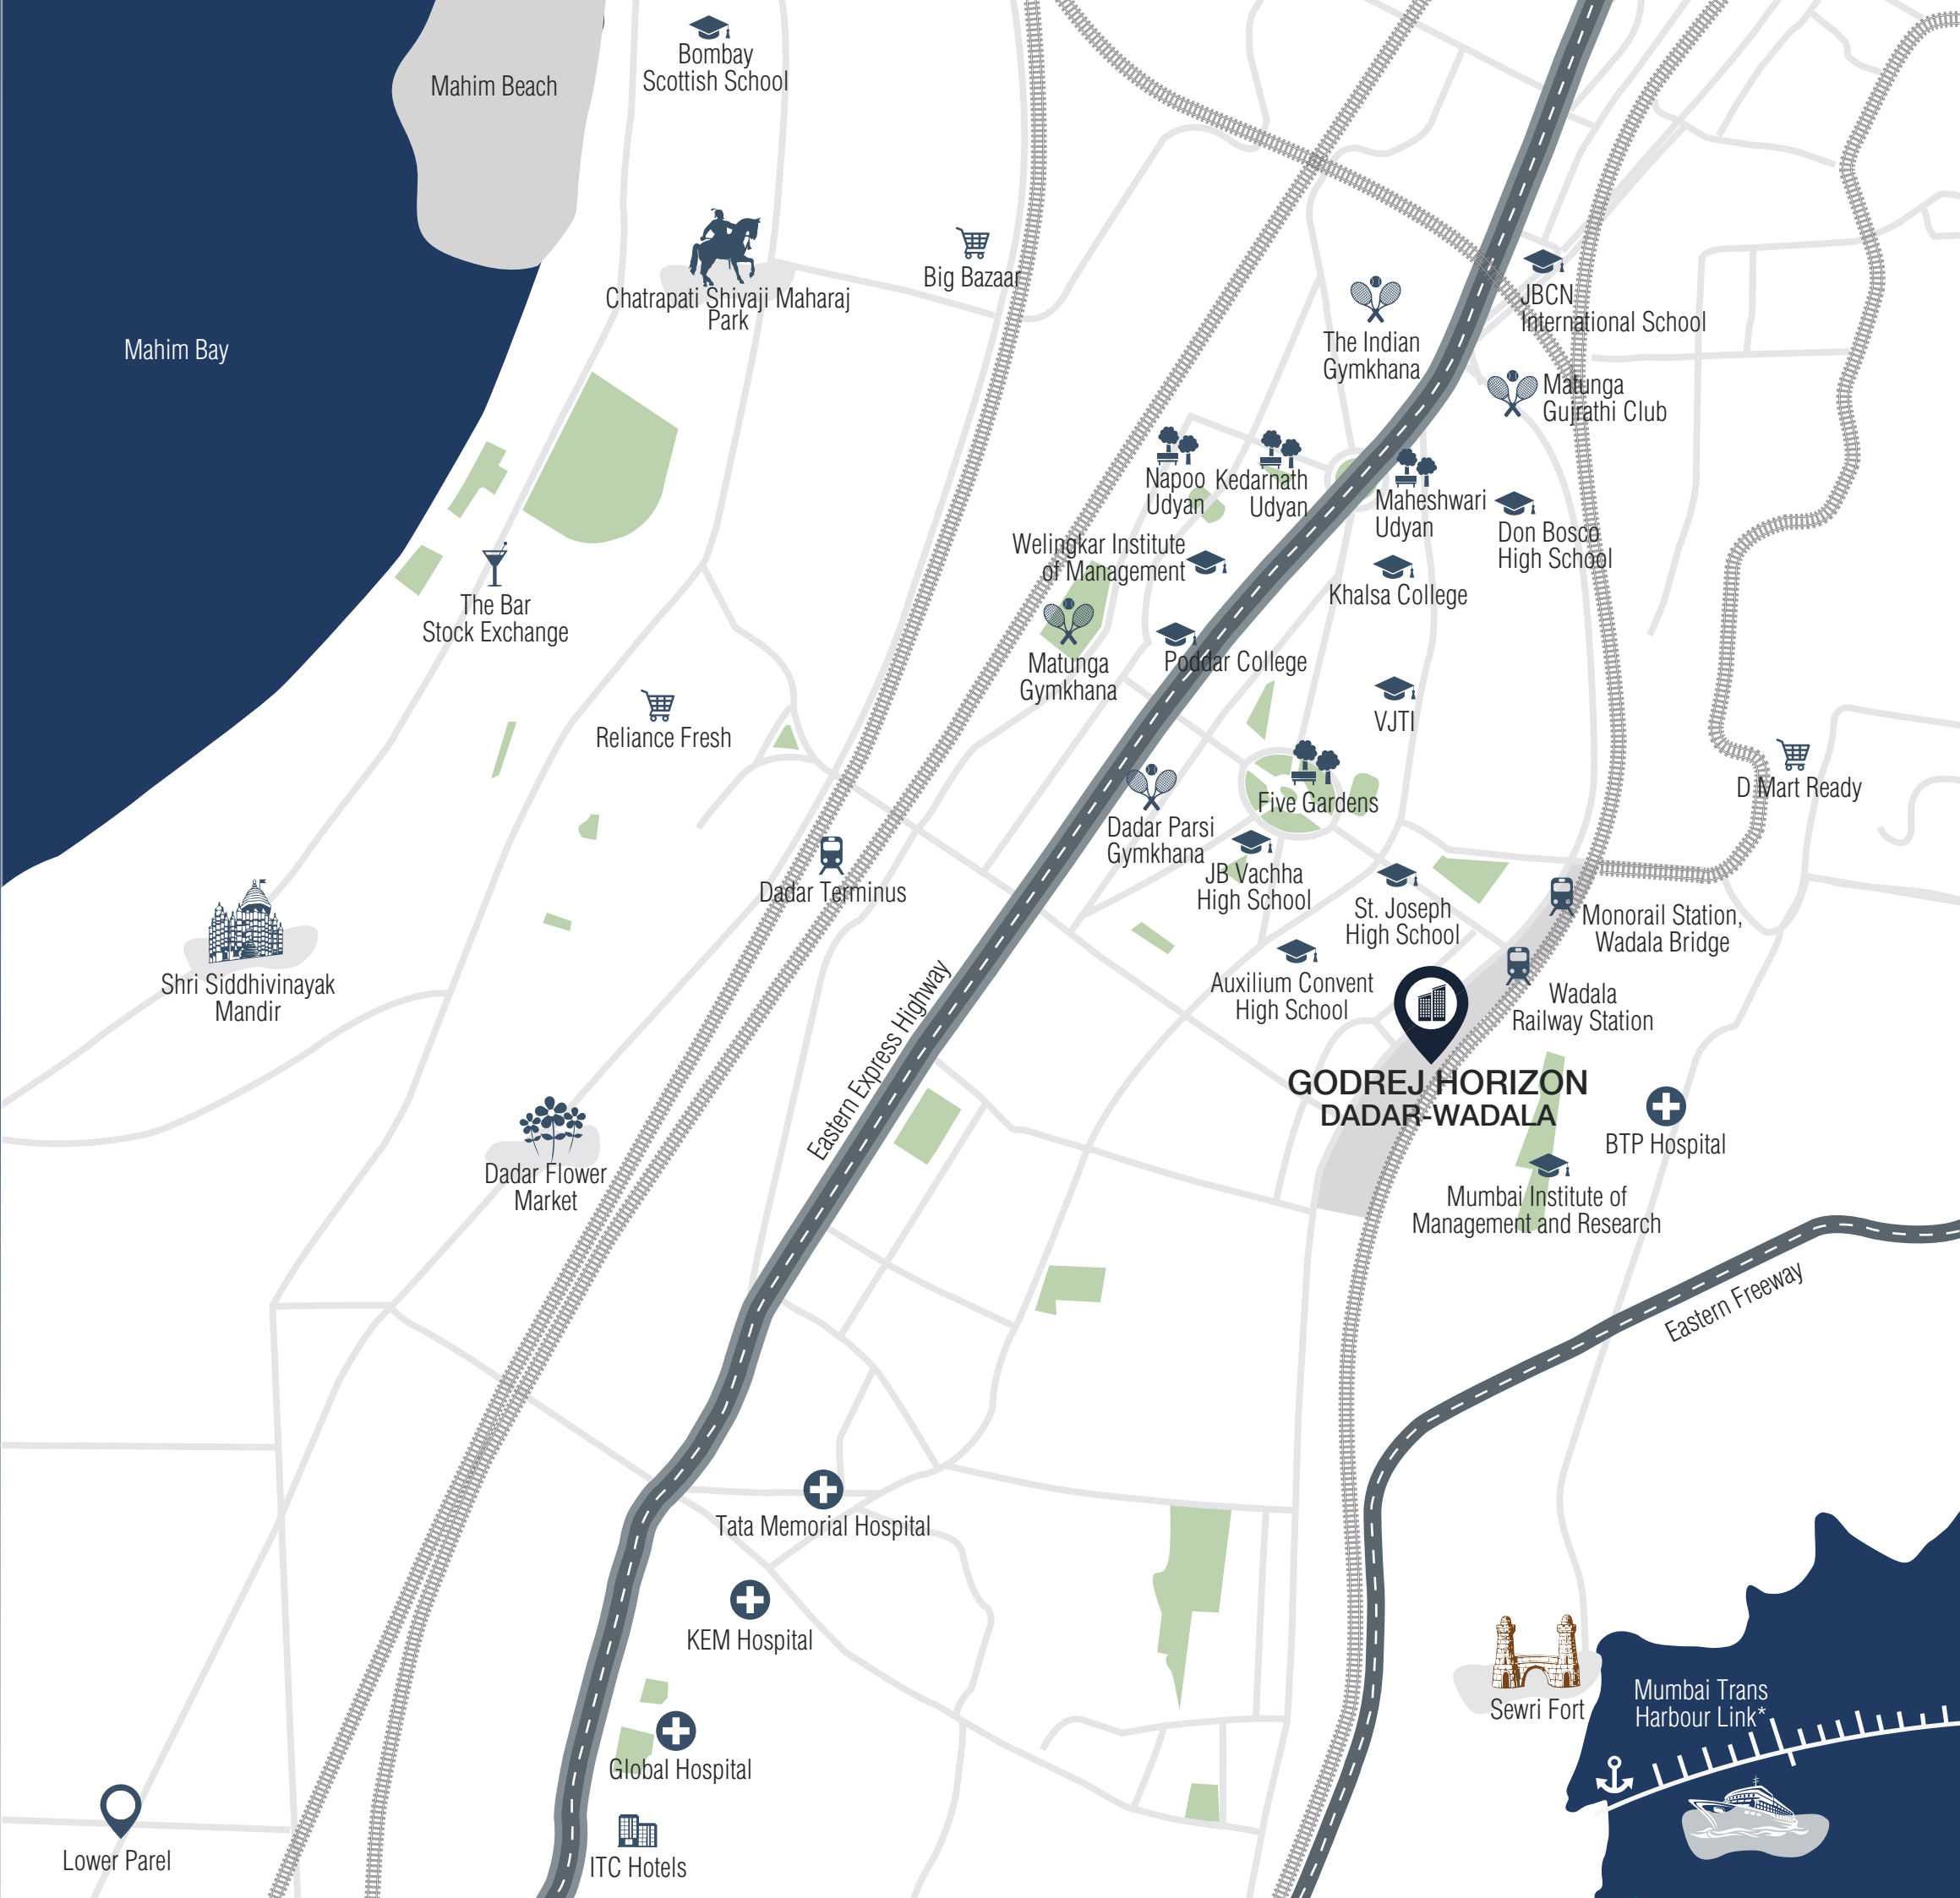 Bombay
Scottish School
Mahim Beach
Big Bazaar
Chatrapati Shivaji Maharaj
Park
JBCN
International School
Mahim Bay
The Indian
Gymkhana
Matunga
Gujrathi Club
Napoo
Udyan
Kedarnath
Udyan
Maheshwari
Udyan
Don Bosco
High School
Welingkar Institute
of Management
Khalsa College
The Bar
Stock Exchange
Matunga
Gymkhana
Poddar College
VJTI
Reliance Fresh
D Mart Ready
Five Gardens
Dadar Parsi
Gymkhana
JB Vachha
High School
Dadar Terminus
St. Joseph
High School
Monorail Station,
Wadala Bridge
Shri Siddhivinayak
Mandir
Auxilium Convent
High School
Wadala
Railway Station
Eastern Express Highway
GODREJ HORIZON
DADAR-WADALA
BTP Hospital
Dadar Flower
Market
Mumbai Institute of
Management and Research
Eastern Freeway
Tata Memorial Hospital
KEM Hospital
Sewri Fort
Mumbai Trans
Harbour Link*
Global Hospital
Lower Parel
ITC Hotels